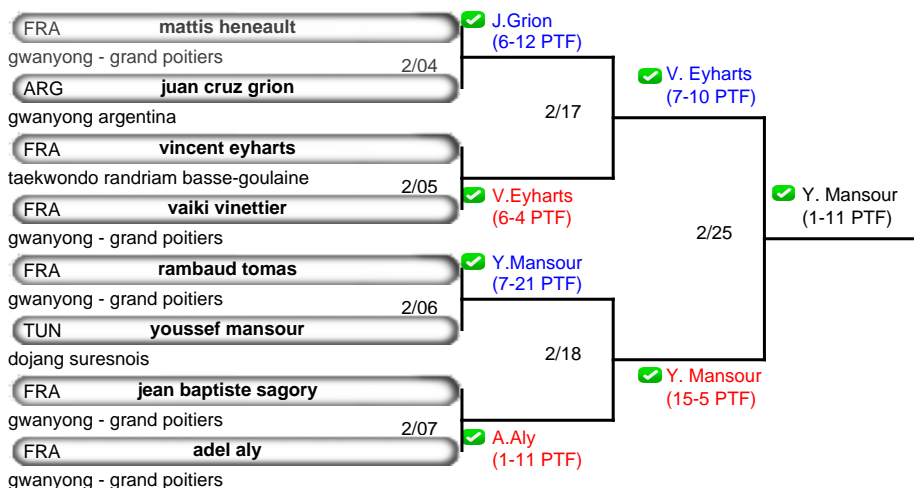 FRA mattis heneault
gwanyong - grand poitiers
2/04
ARG juan cruz grion
gwanyong argentina
FRA vincent eyharts
taekwondo randriam basse-goulaine
2/05
FRA vaiki vinettier
gwanyong - grand poitiers
FRA rambaud tomas
gwanyong - grand poitiers
2/06
TUN youssef mansour
dojang suresnois
FRA jean baptiste sagory
gwanyong - grand poitiers
2/07
FRA adel aly
gwanyong - grand poitiers
J.Grion
(6-12 PTF)
2/17
V.Eyharts
(6-4 PTF)
Y.Mansour
(7-21 PTF)
2/18
A.Aly
(1-11 PTF)
V. Eyharts
(7-10 PTF)
2/25
Y. Mansour
(15-5 PTF)
Y. Mansour
(1-11 PTF)